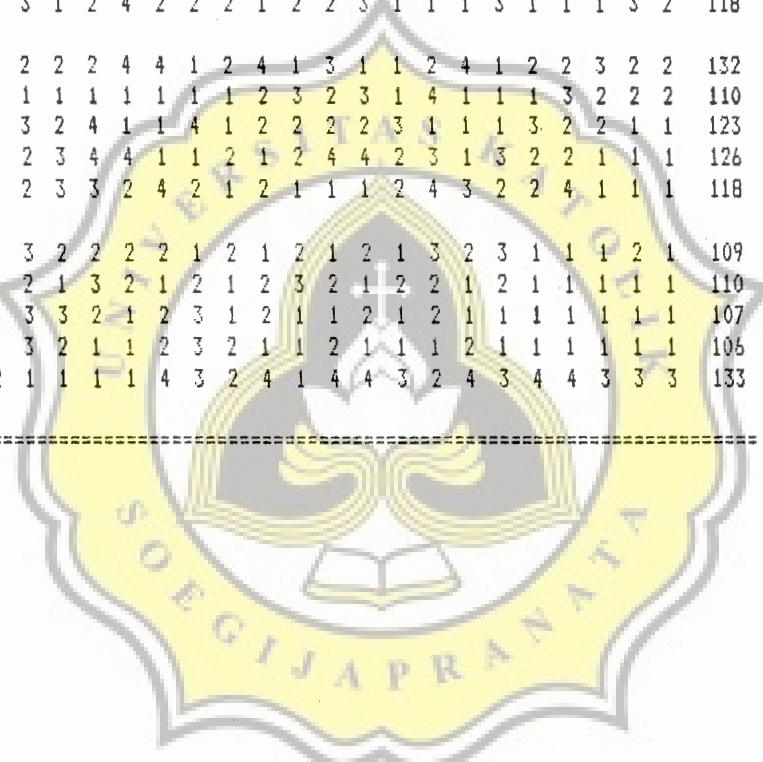 3 1 2 4 2 2 2 1 2 2 3 1 1 1 3 1 1 1 3 2 118
2 2 2 4 4 1 2 4 1 3 1 1 2 4 1 2 2 3 2 2 132
1 1 1 1 1 1 1 2 3 2 3 1 4 1 1 1 3 2 2 2 110
3 2 4 1 1 4 1 2 2 2 2 3 1 1 1 3 2 2 1 1 123
2 3 4 4 1 1 2 1 2 4 4 2 3 1 3 2 2 1 1 1 126
2 3 3 2 4 2 1 2 1 1 1 2 4 3 2 2 4 1 1 1 118
3 2 2 2 2 1 2 1 2 1 2 1 3 2 3 1 1 1 2 1 109
2 1 3 2 1 2 1 2 3 2 1 2 2 1 2 1 1 1 1 1 110
3 3 2 1 2 3 1 2 1 1 2 1 2 1 1 1 1 1 1 1 107
3 2 1 1 2 3 2 1 1 2 1 1 1 2 1 1 1 1 1 1 106
1 1 1 1 4 3 2 4 1 4 4 3 2 4 3 4 4 3 3 3 133
UNIVERSITAS KATOLIK
SOEGIJAPRANATA